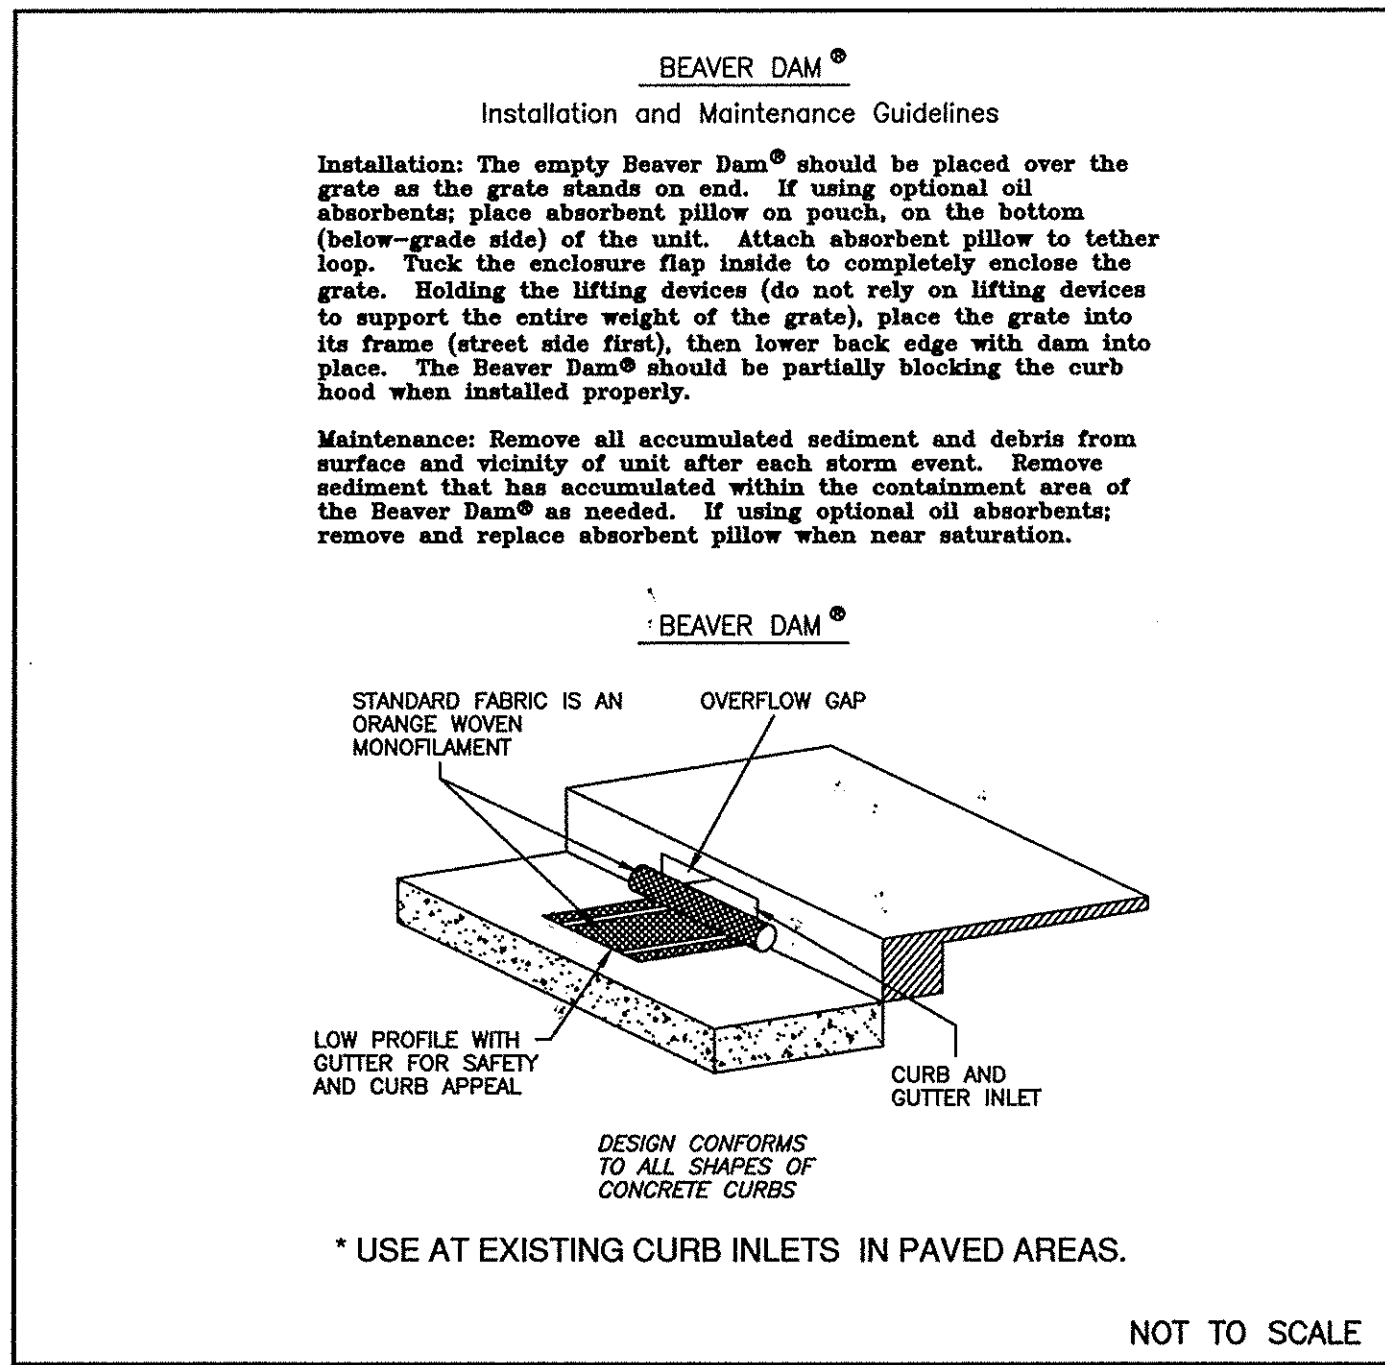 BEAVER DAM®
Installation and Maintenance Guidelines
Installation: The empty Beaver Dam® should be placed over the
grate as the grate stands on end. If using optional oil
absorbents; place absorbent pillow on pouch, on the bottom
(below-grade side) of the unit. Attach absorbent pillow to tether
loop. Tuck the enclosure flap inside to completely enclose the
grate. Holding the lifting devices (do not rely on lifting devices
to support the entire weight of the grate), place the grate into
its frame (street side first), then lower back edge with dam into
place. The Beaver Dam® should be partially blocking the curb
hood when installed properly.
Maintenance: Remove all accumulated sediment and debris from
surface and vicinity of unit after each storm event. Remove
sediment that has accumulated within the containment area of
the Beaver Dam® as needed. If using optional oil absorbents;
remove and replace absorbent pillow when near saturation.
BEAVER DAM®
STANDARD FABRIC IS AN
ORANGE WOVEN
MONOFILAMENT
OVERFLOW GAP
LOW PROFILE WITH
GUTTER FOR SAFETY
AND CURB APPEAL
CURB AND
GUTTER INLET
DESIGN CONFORMS
TO ALL SHAPES OF
CONCRETE CURBS
* USE AT EXISTING CURB INLETS IN PAVED AREAS.
NOT TO SCALE